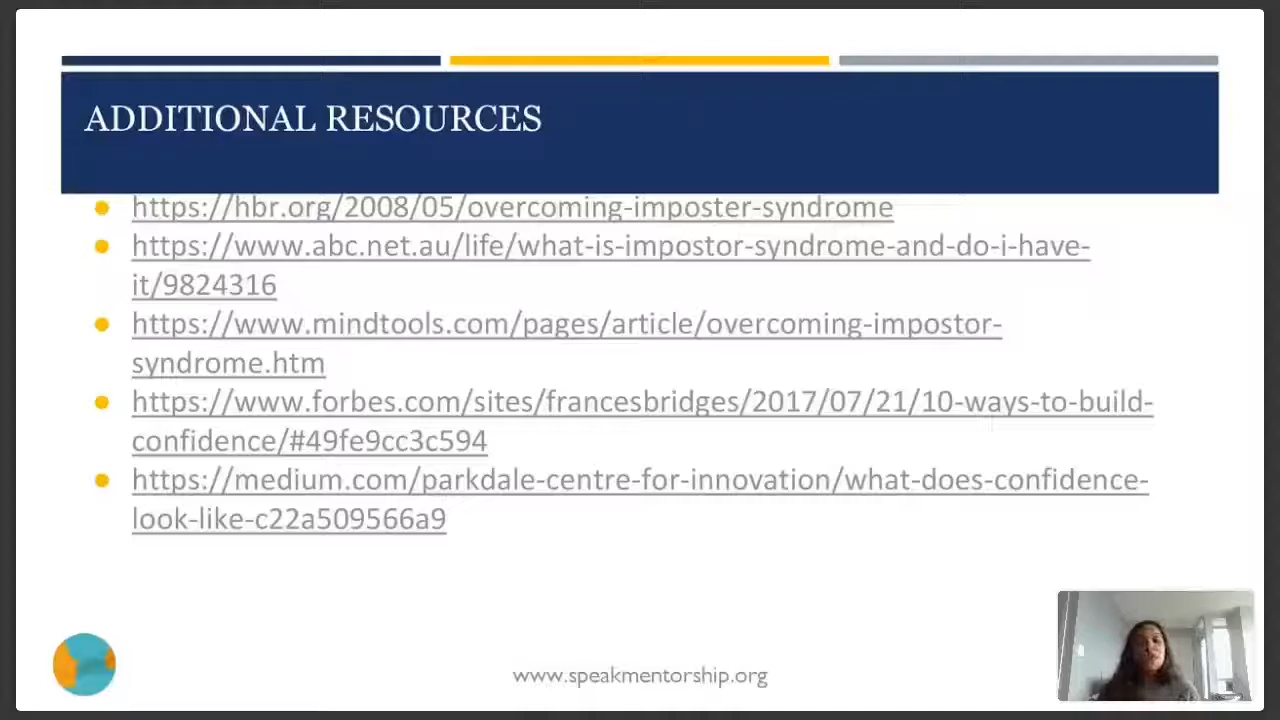 ADDITIONAL RESOURCES
https://hbr.org/2008/05/overcoming-imposter-syndrome
https://www.abc.net.au/life/what-is-impostor-syndrome-and-do-i-have-
it/9824316
https://www.mindtools.com/pages/article/overcoming-impostor-
syndrome.htm
https://www.forbes.com/sites/francesbridges/2017/07/21/10-ways-to-build-
confidence/#49fe9cc3c594
https://medium.com/parkdale-centre-for-innovation/what-does-confidence-
look-like-c22a509566a9
www.speakmentorship.org